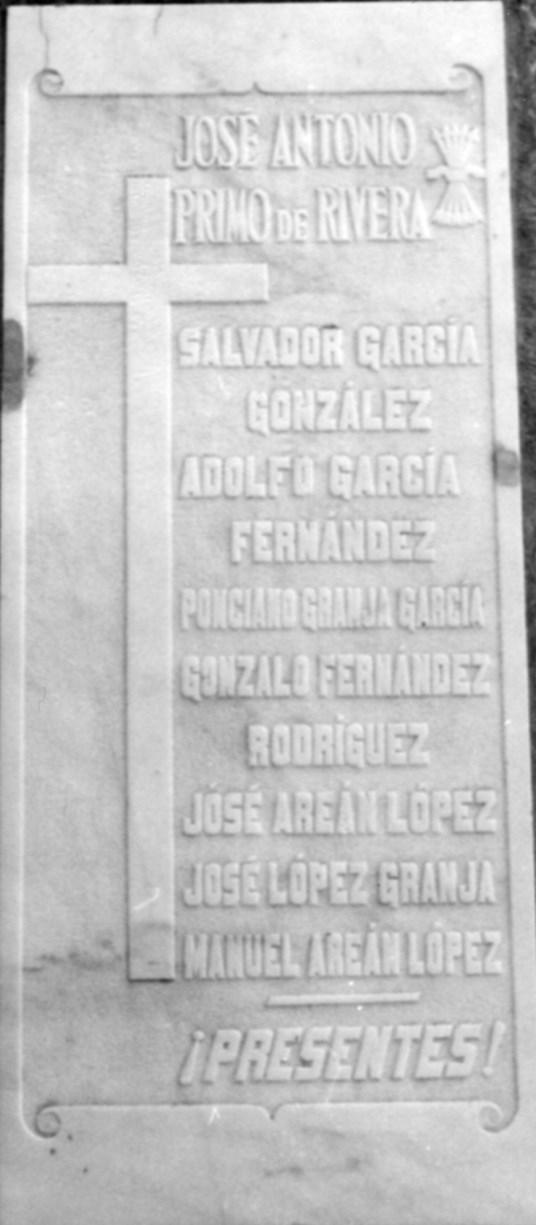 JOSÉ ANTONIO
PRIMO DE RIVERA
SALVADOR GARCÍA
GONZÁLEZ
ADOLFO GARCÍA
FERNÁNDEZ
PONCIANO GRANJA GARCÍA
GONZALO FERNÁNDEZ
RODRÍGUEZ
JÓSÉ AREÁN LÓPEZ
JOSÉ LÓPEZ GRANJA
MANUEL AREÁN LÓPEZ
¡PRESENTES!